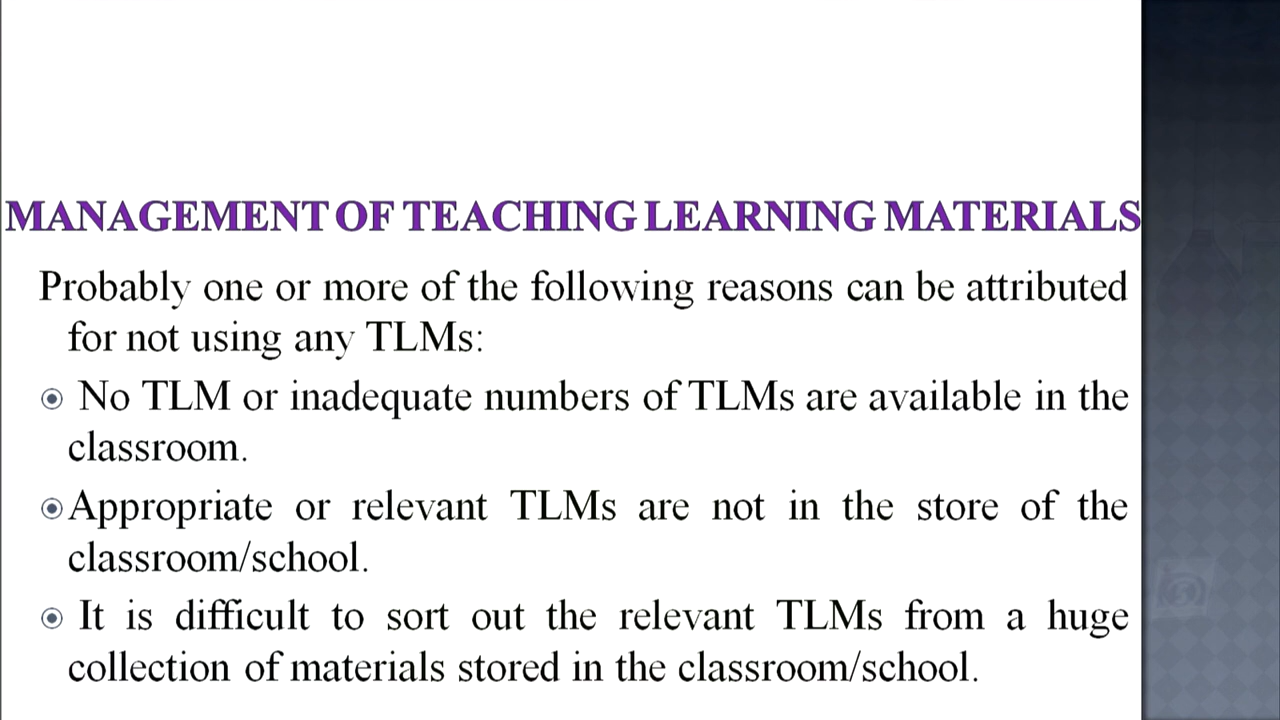 MANAGEMENT OF TEACHING LEARNING MATERIALS
Probably one or more of the following reasons can be attributed
for not using any TLMs:
No TLM or inadequate numbers of TLMs are available in the
classroom.
Appropriate or relevant TLMs are not in the store of the
classroom/school.
It is difficult to sort out the relevant TLMs from a huge
collection of materials stored in the classroom/school.